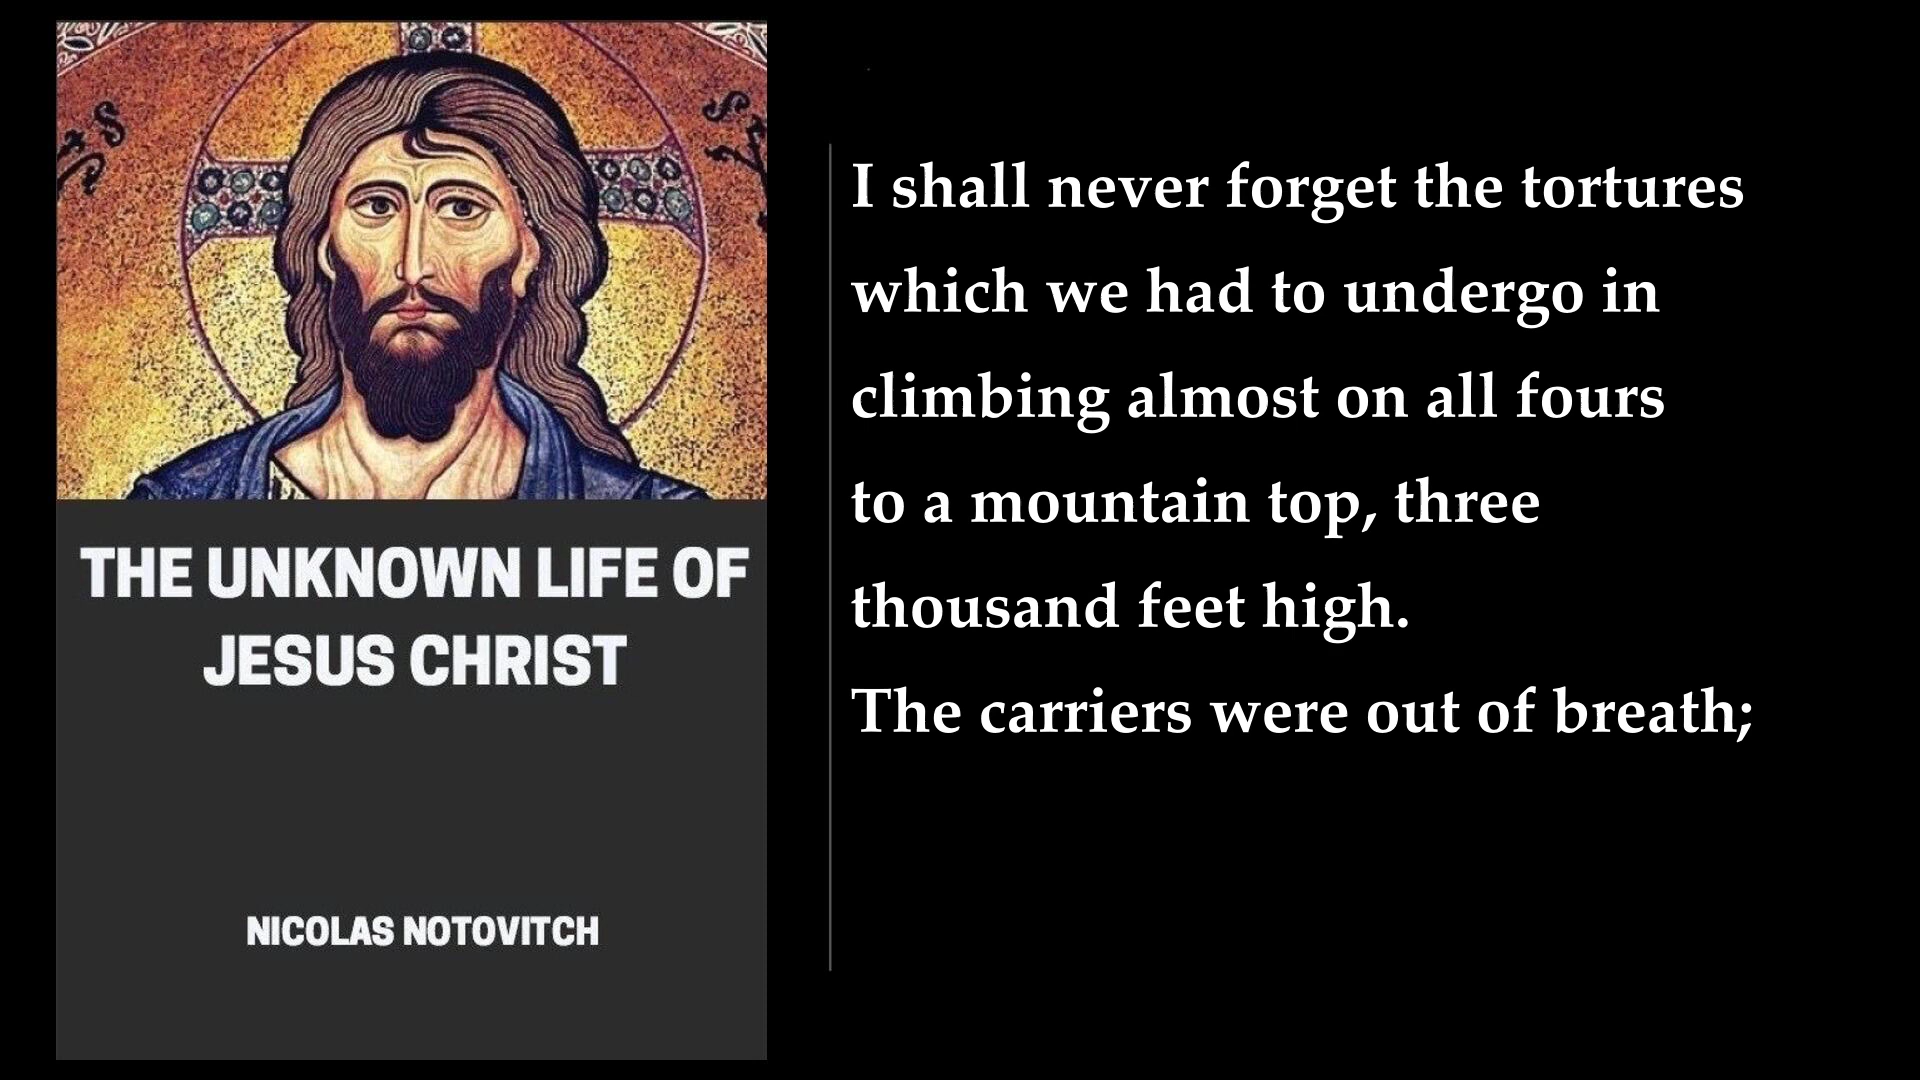 THE UNKNOWN LIFE OF
JESUS CHRIST
NICOLAS NOTOVITCH
I shall never forget the tortures
which we had to undergo in
climbing almost on all fours
to a mountain top, three
thousand feet high.
The carriers were out of breath;